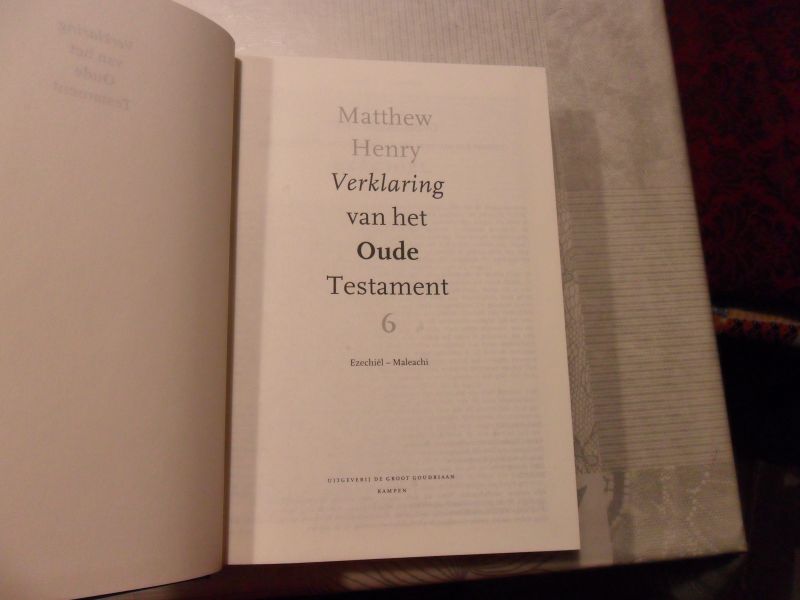 Matthew
Henry
Verklaring
van het
Oude
Testament
6
Ezechiël – Maleachi
UITGEVERIJ DE GROOT GOUDRIAAN
KAMPEN